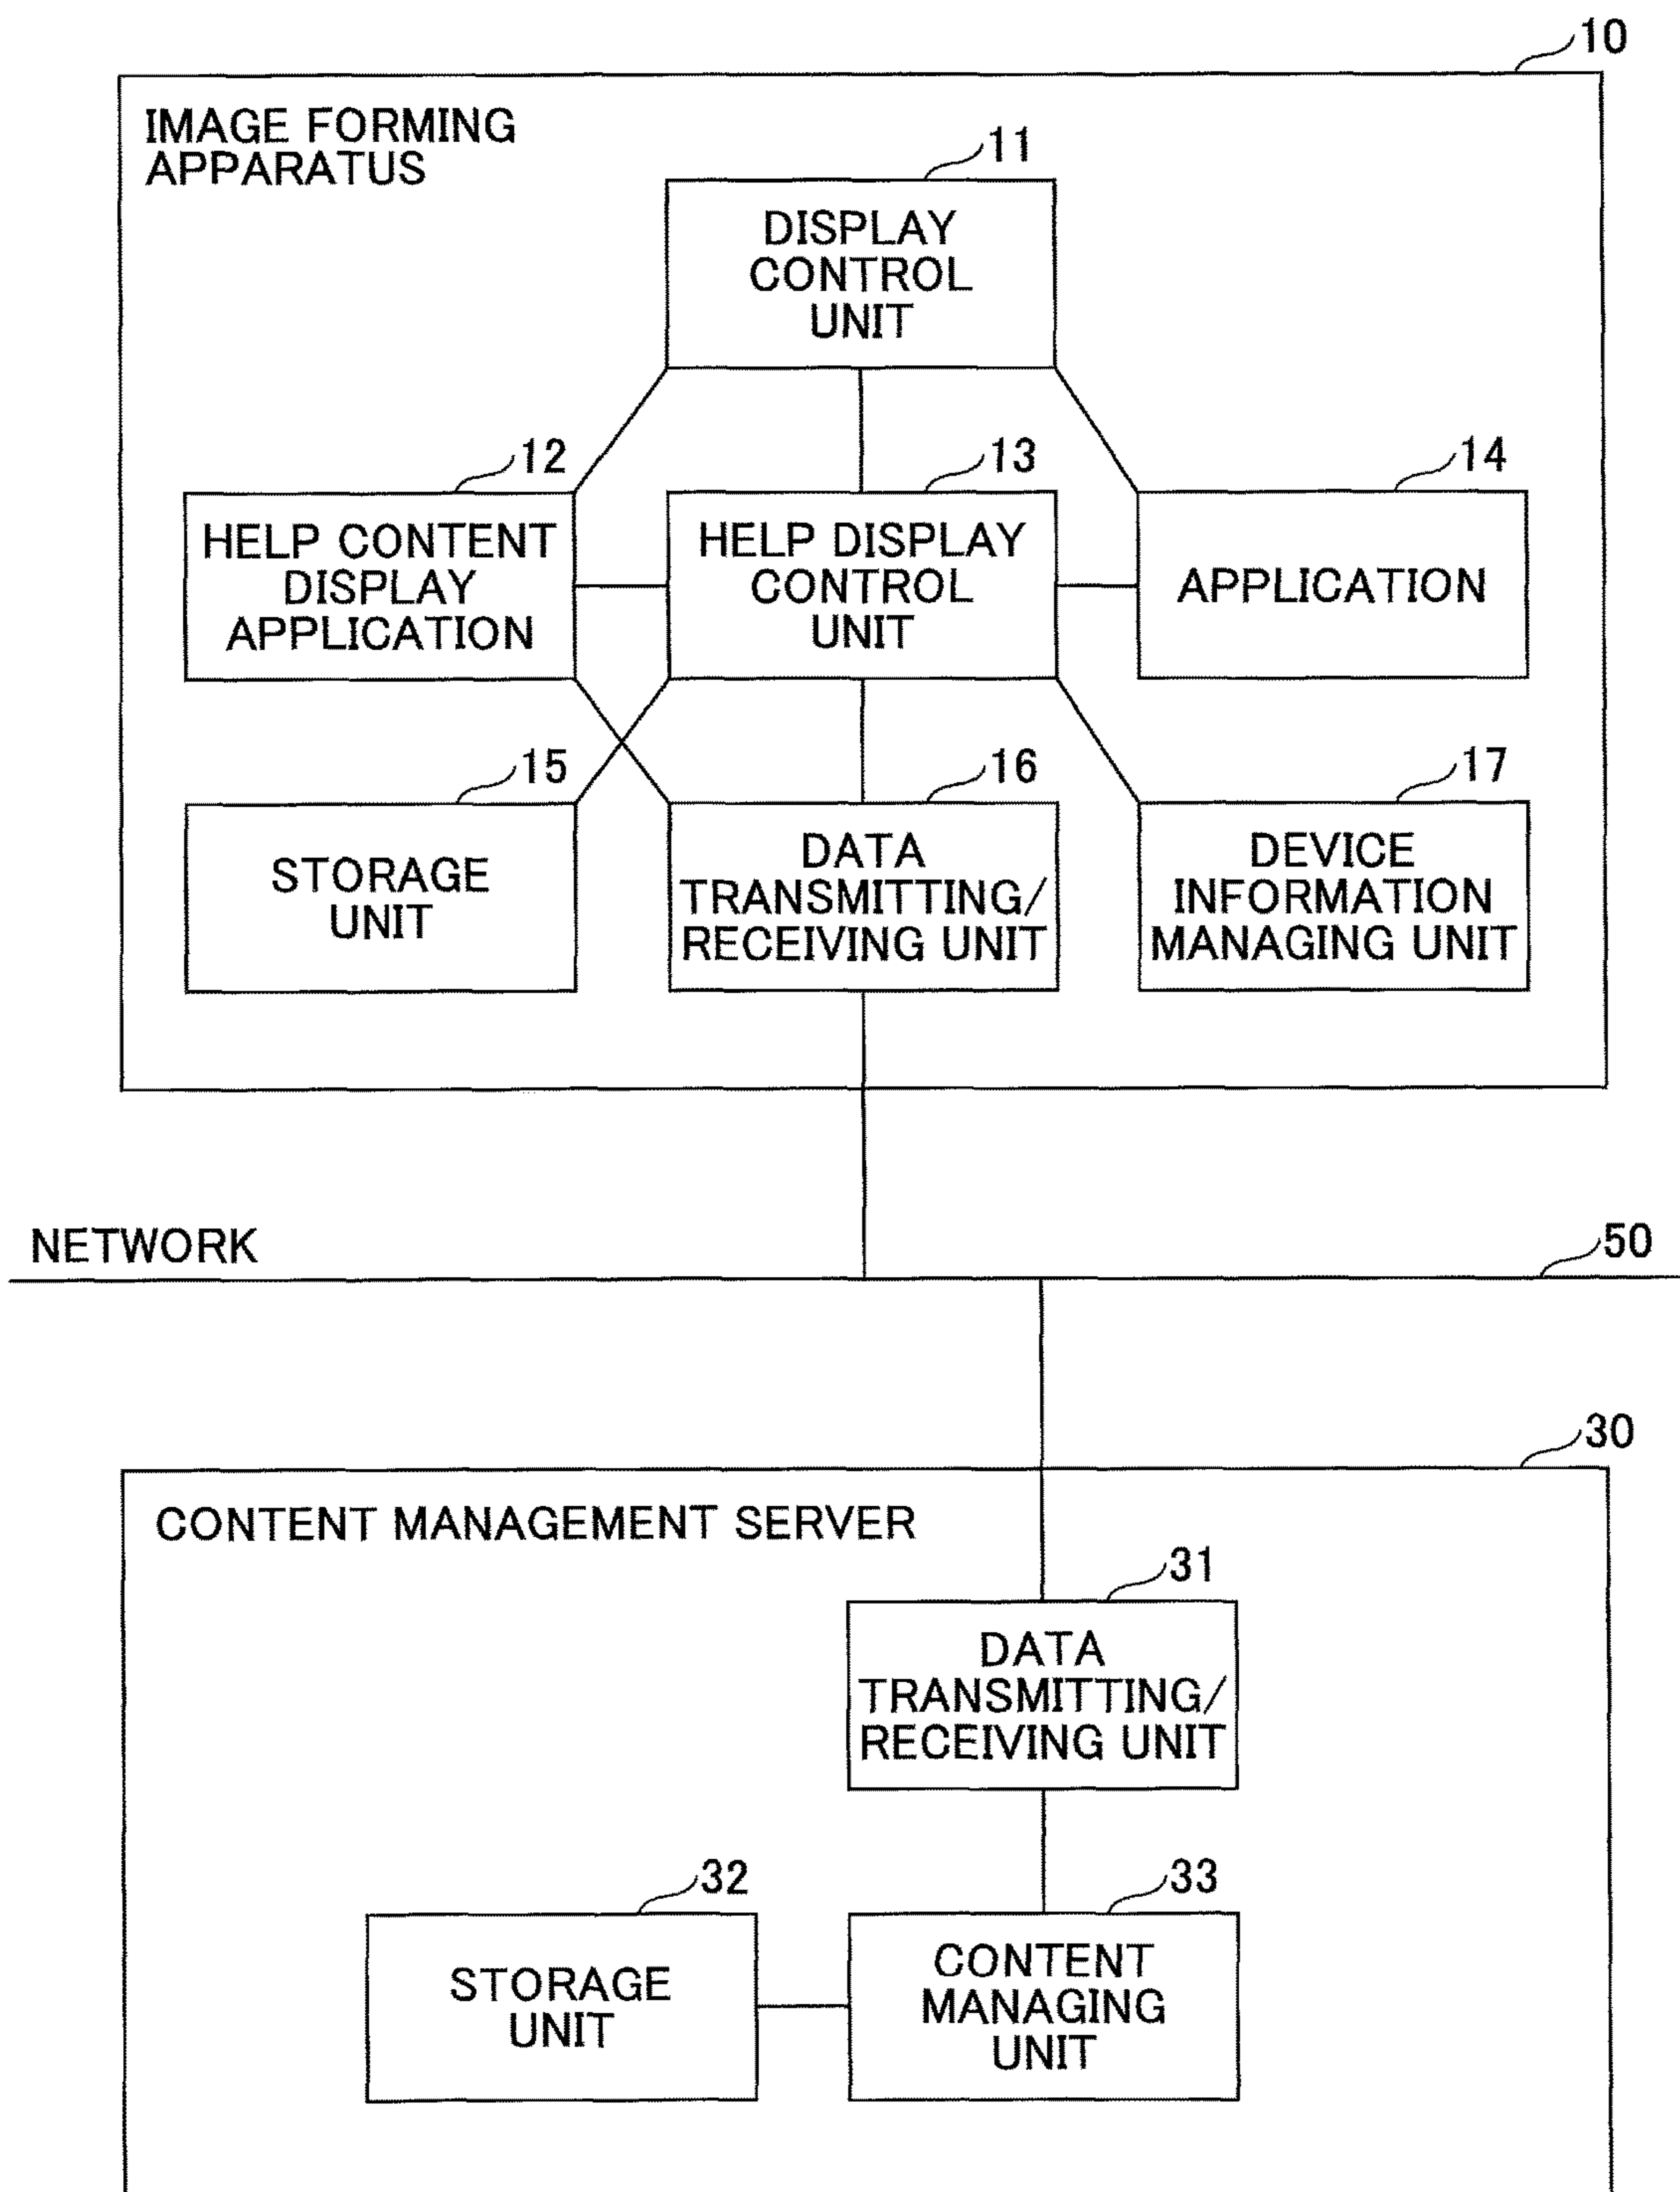 10
IMAGE FORMING
APPARATUS
11
DISPLAY
CONTROL
UNIT
12
HELP CONTENT
DISPLAY
APPLICATION
13
HELP DISPLAY
CONTROL
UNIT
14
APPLICATION
15
STORAGE
UNIT
16
DATA
TRANSMITTING/
RECEIVING UNIT
17
DEVICE
INFORMATION
MANAGING UNIT
NETWORK
50
30
CONTENT MANAGEMENT SERVER
31
DATA
TRANSMITTING/
RECEIVING UNIT
32
STORAGE
UNIT
33
CONTENT
MANAGING
UNIT